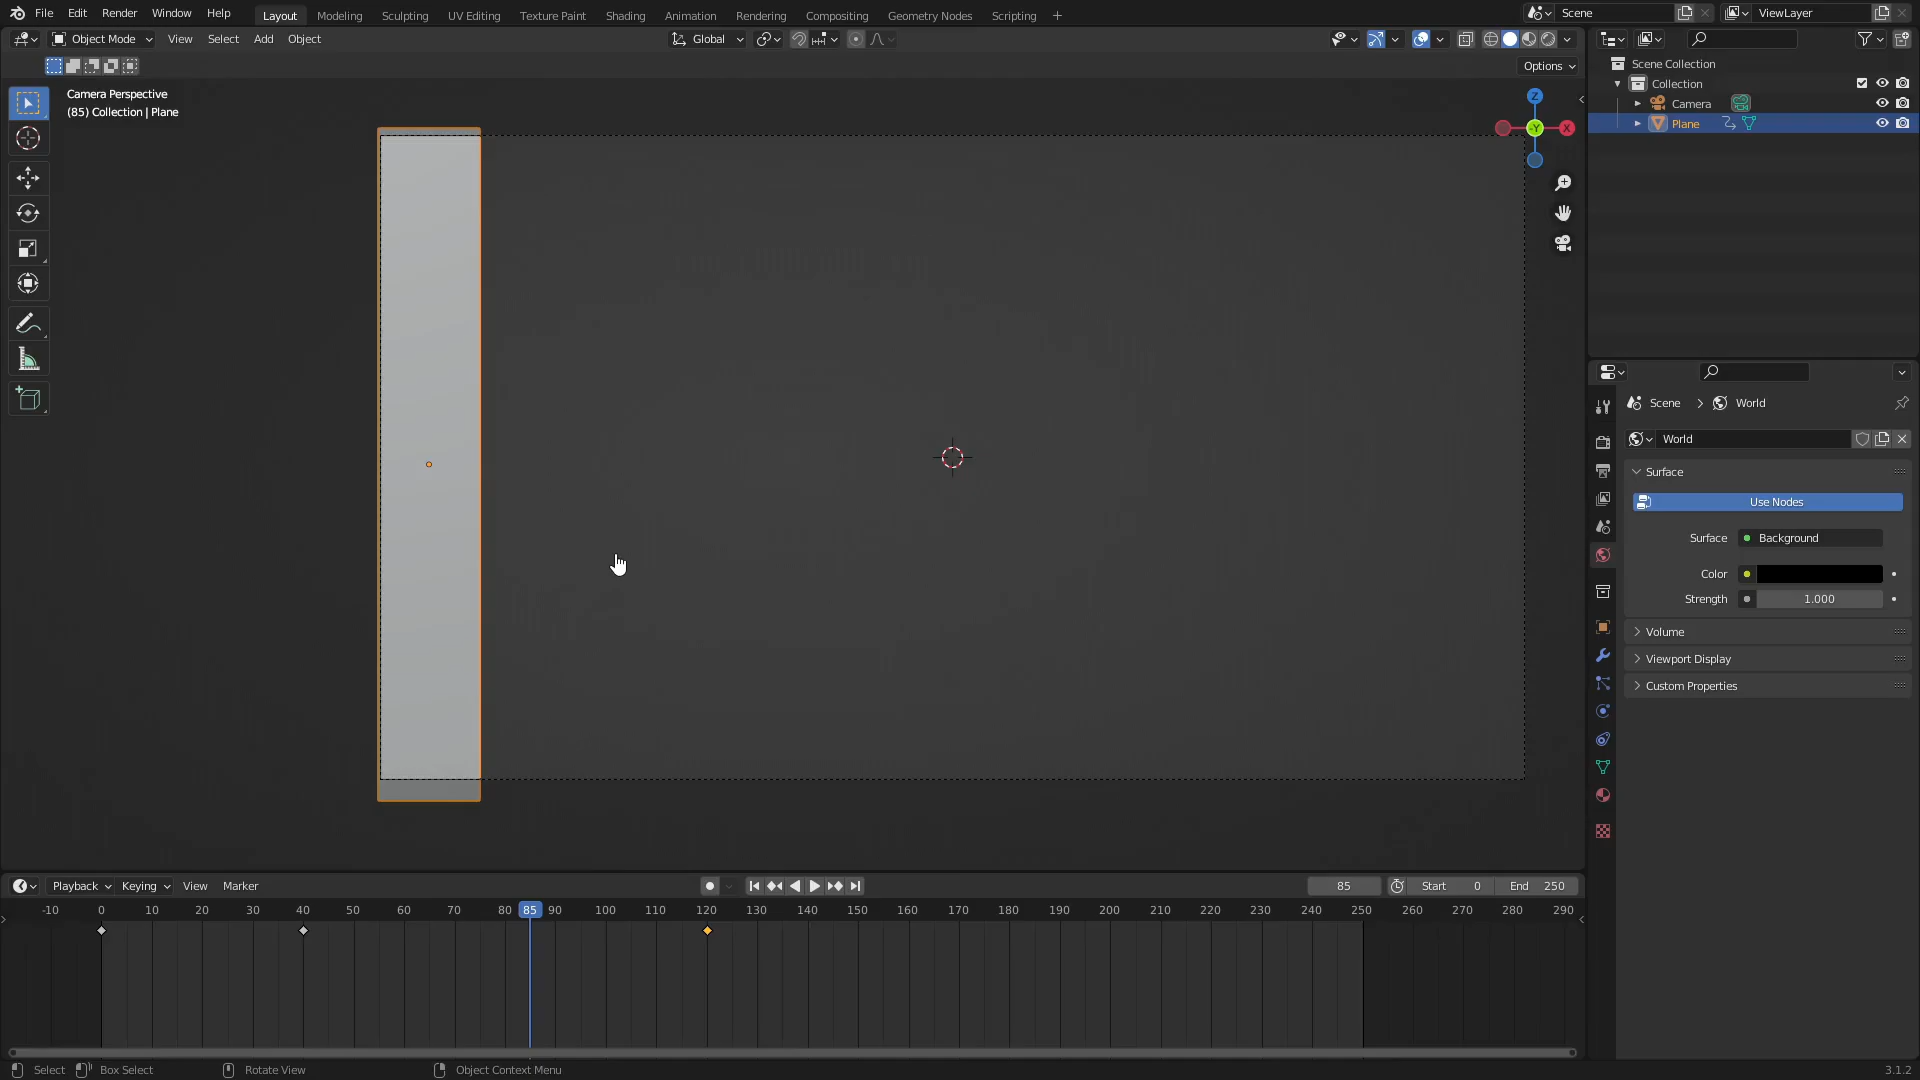 File Edit Render Window Help Layout Modeling Sculpting UV Editing Texture Paint Shading Animation Rendering Compositing Geometry Nodes Scripting + Scene ViewLayer
Object Mode View Select Add Object Global
Options
Camera Perspective
(85) Collection | Plane
Z
-Y
X
Scene Collection
Collection
Camera
Plane
Scene > World
World
Surface
Use Nodes
Surface Background
Color
Strength 1.000
Volume
Viewport Display
Custom Properties
Playback Keying View Marker 85 Start 0 End 250
-10 0 10 20 30 40 50 60 70 80 85 90 100 110 120 130 140 150 160 170 180 190 200 210 220 230 240 250 260 270 280 290
Select Box Select Rotate View Object Context Menu 3.1.2